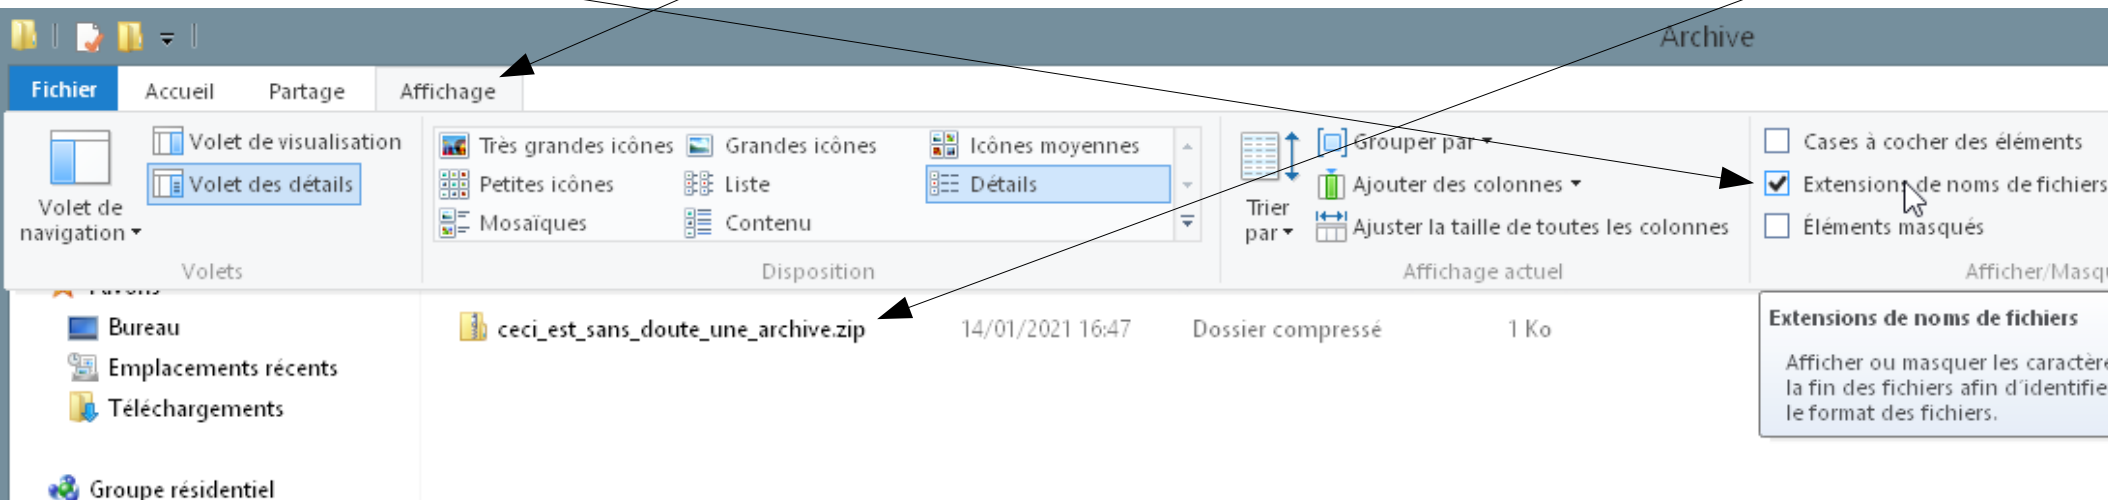 Archive
Fichier Accueil Partage Affichage
Volet de navigation
Volet de visualisation
Volet des détails
Volets
Très grandes icônes Grandes icônes Icônes moyennes
Petites icônes Liste Détails
Mosaïques Contenu
Disposition
Trier par
Grouper par
Ajouter des colonnes
Ajuster la taille de toutes les colonnes
Affichage actuel
Cases à cocher des éléments
Extensions de noms de fichiers
Éléments masqués
Afficher/Masqu
Bureau
Emplacements récents
Téléchargements
Groupe résidentiel
ceci_est_sans_doute_une_archive.zip 14/01/2021 16:47 Dossier compressé 1 Ko
Extensions de noms de fichiers
Afficher ou masquer les caractère
la fin des fichiers afin d'identifie
le format des fichiers.